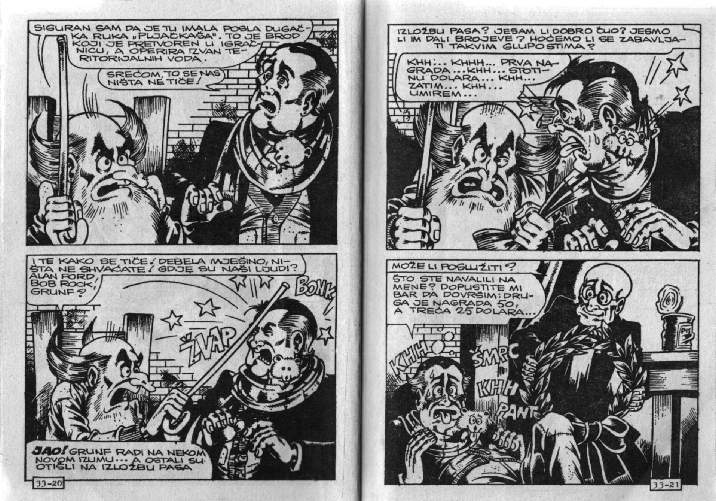 SIGURAN SAM DA JE TU IMALA POSLA DUGAČ-
KA RUKA "PLJAČKAŠA". TO JE BROD
KOJI JE PRETVOREN U IGRAČ-
NICU, A OPERIRA IZVAN TE-
RITORIJALNIH VODA.
SREĆOM, TO SE NAS
NIŠTA NE TIČE!
I TE KAKO SE TIČE! DEBELA MJEŠINO, NI-
ŠTA NE SHVAĆATE! GDJE SU NAŠI LJUDI?
ALAN FORD,
BOB ROCK,
GRUNF?
BONK
ŽVAP
JAO! GRUNF RADI NA NEKOM
NOVOM IZUMU... A OSTALI SU
OTIŠLI NA IZLOŽBU PASA
33-20
IZLOŽBU PASA? JESAM LI DOBRO ČUO? JESMO
LI IM DALI BROJEVE? HOĆEMO LI SE ZABAVLJA-
TI TAKVIM GLUPOSTIMA?
KHH... KHHH... PRVA NA-
GRADA... KHH... STOTI-
NU DOLARA... KHH...
ZATIM... KHH...
UMIREM...
MOŽE LI POSLUŽITI?
ŠTO STE NAVALILI NA
MENE? DOPUSTITE MI
BAR DA DOVRŠIM: DRU-
GA JE NAGRADA 50,
A TREĆA 25 DOLARA...
KHH
ŠMRC
KHH
PANT
33-21